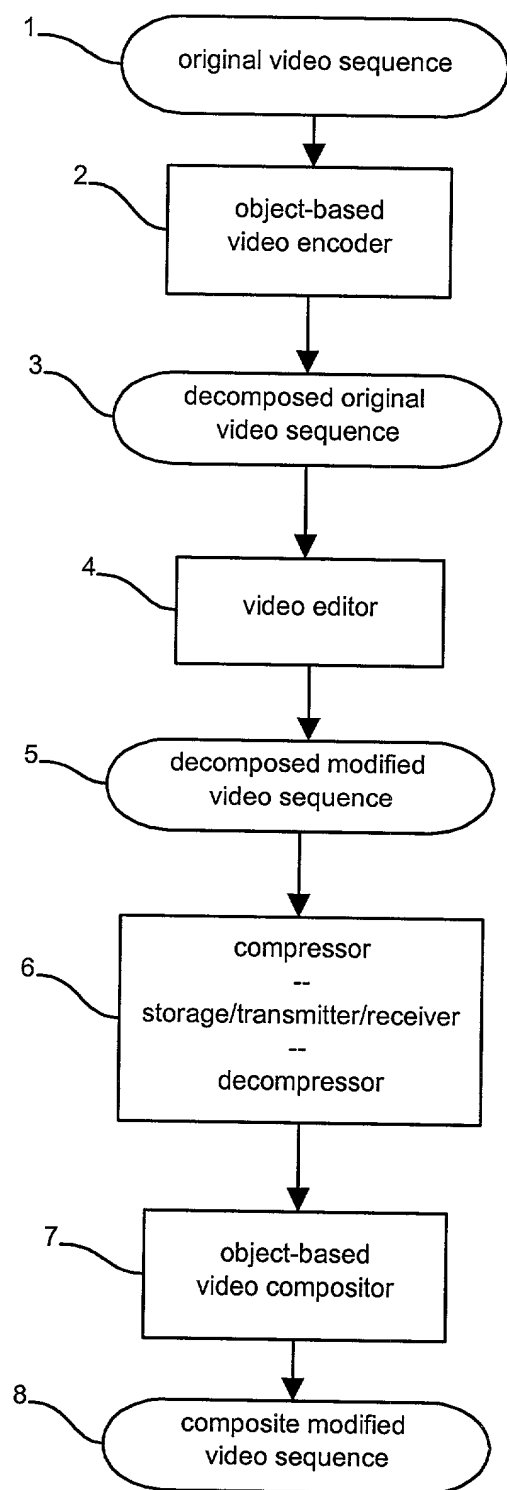 1
original video sequence
2
object-based
video encoder
3
decomposed original
video sequence
4
video editor
5
decomposed modified
video sequence
6
compressor
--
storage/transmitter/receiver
--
decompressor
7
object-based
video compositor
8
composite modified
video sequence